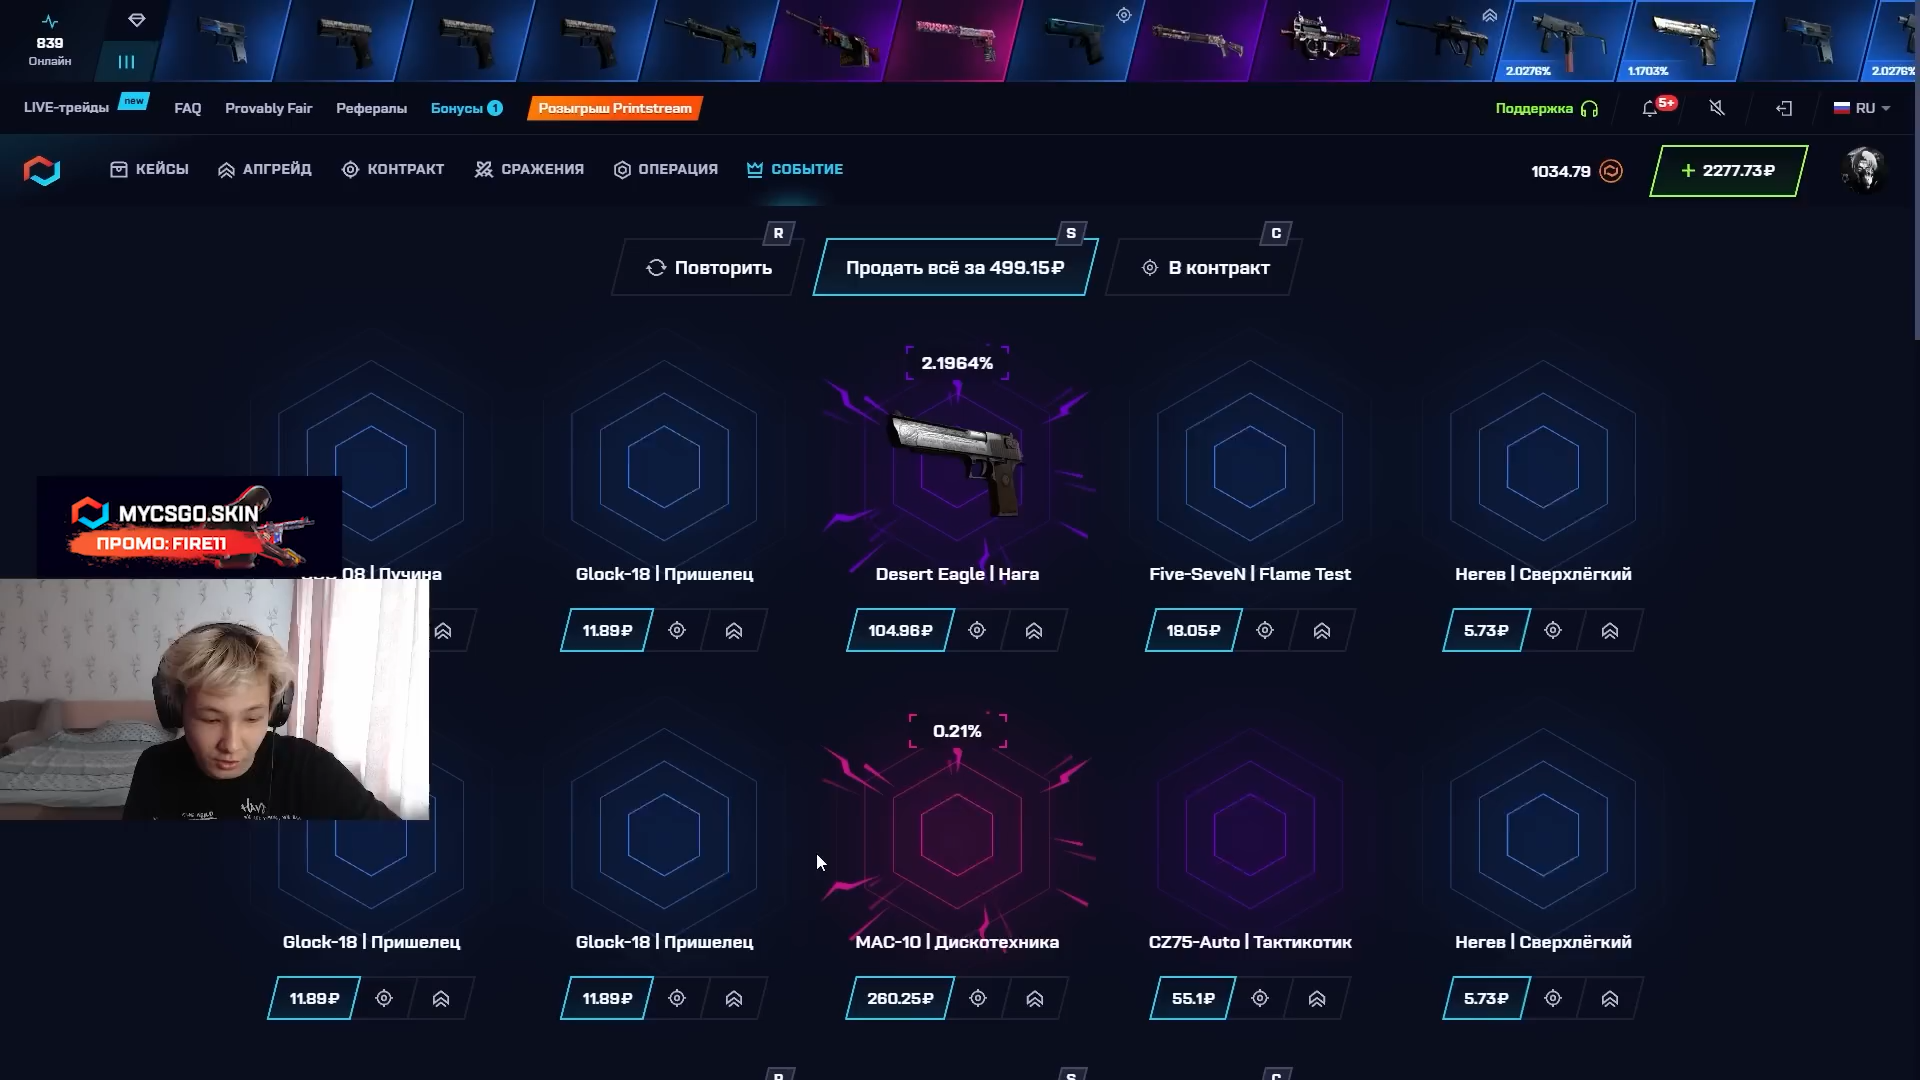 839
Онлайн
2.0276%
1.1703%
2.0276%
LIVE-трейды new
FAQ
Provably Fair
Рефералы
Бонусы 1
Розыгрыш Printstream
Поддержка
5+
RU
КЕЙСЫ
АПГРЕЙД
КОНТРАКТ
СРАЖЕНИЯ
ОПЕРАЦИЯ
СОБЫТИЕ
1034.79
+ 2277.73₽
R
S
C
Повторить
Продать всё за 499.15₽
В контракт
2.1964%
MYCSGO.SKIN
ПРОМО: FIRE11
08 | Пучина
Glock-18 | Пришелец
Desert Eagle | Нага
Five-SeveN | Flame Test
Негев | Сверхлёгкий
11.89₽
104.96₽
18.05₽
5.73₽
0.21%
Glock-18 | Пришелец
Glock-18 | Пришелец
MAC-10 | Дискотехника
CZ75-Auto | Тактикотик
Негев | Сверхлёгкий
11.89₽
11.89₽
260.25₽
55.1₽
5.73₽
R
S
C